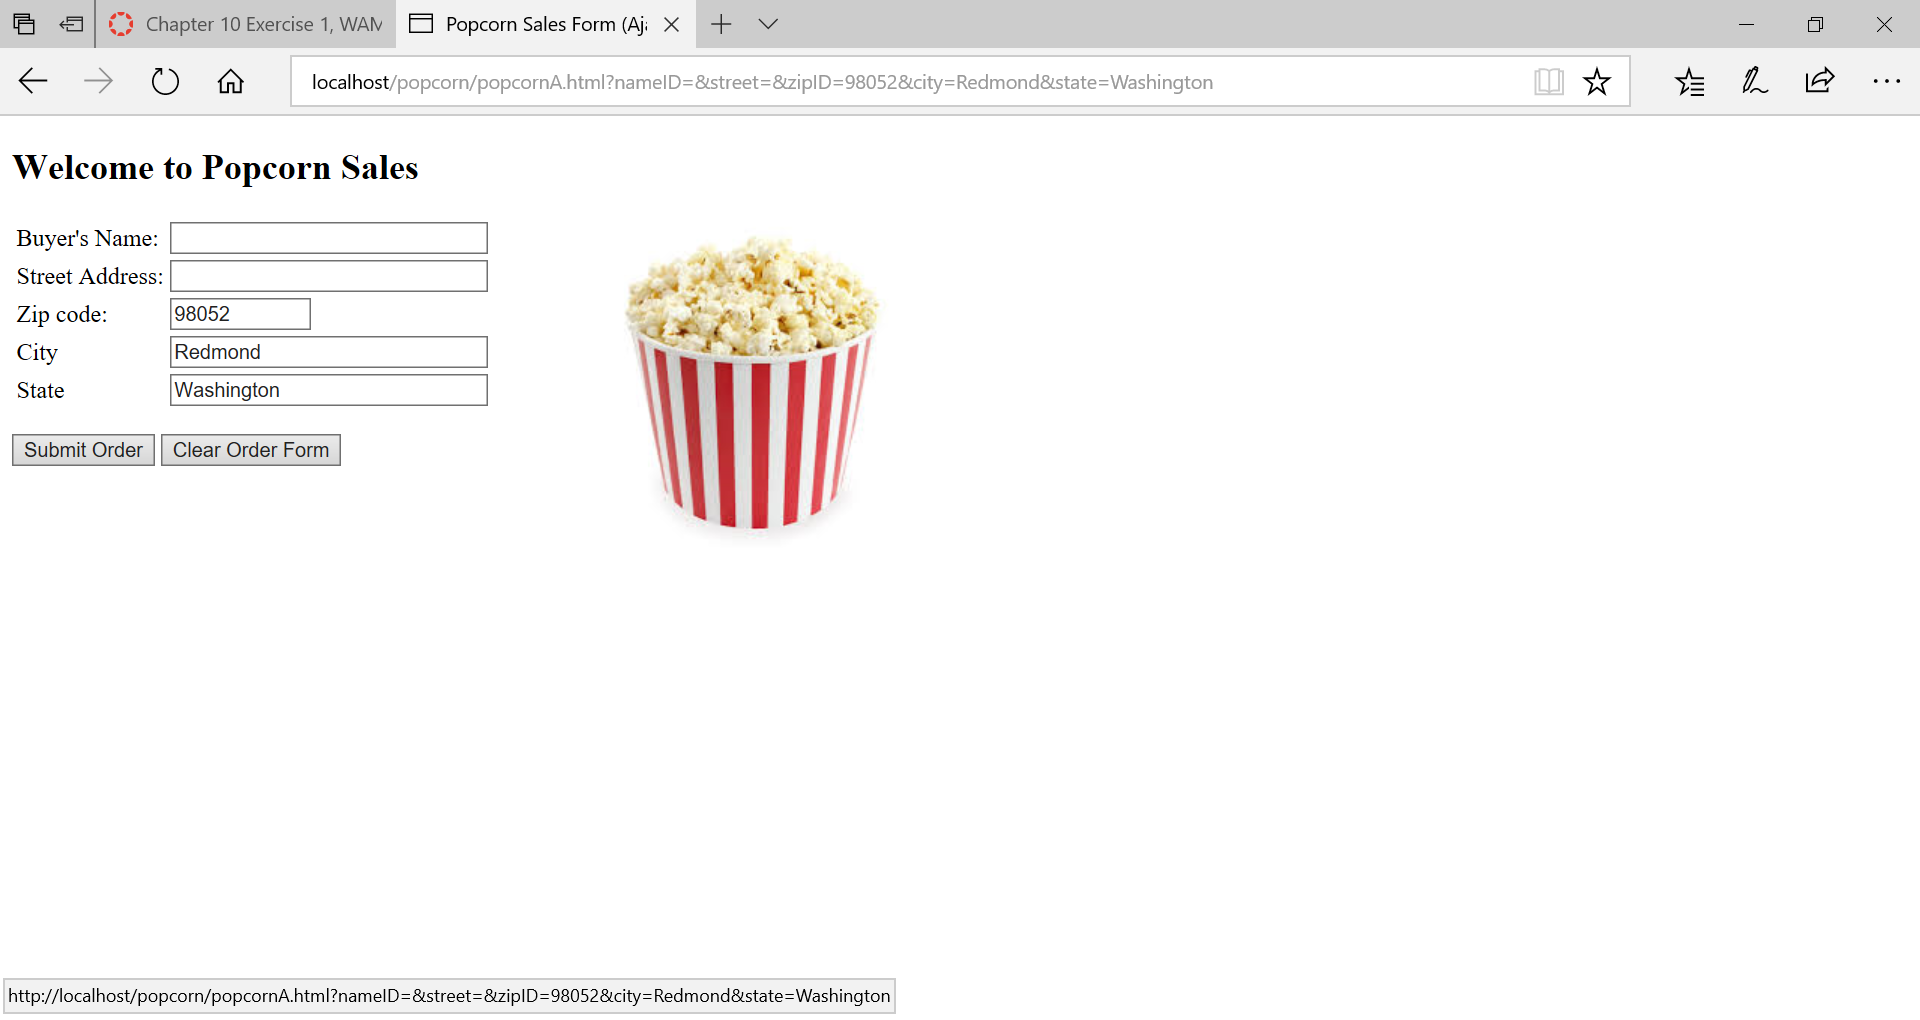 Chapter 10 Exercise 1, WAM
Popcorn Sales Form (Aja
localhost/popcorn/popcornA.html?nameID=&street=&zipID=98052&city=Redmond&state=Washington
Welcome to Popcorn Sales
Buyer's Name:
Street Address:
Zip code: 98052
City Redmond
State Washington
Submit Order Clear Order Form
http://localhost/popcorn/popcornA.html?nameID=&street=&zipID=98052&city=Redmond&state=Washington